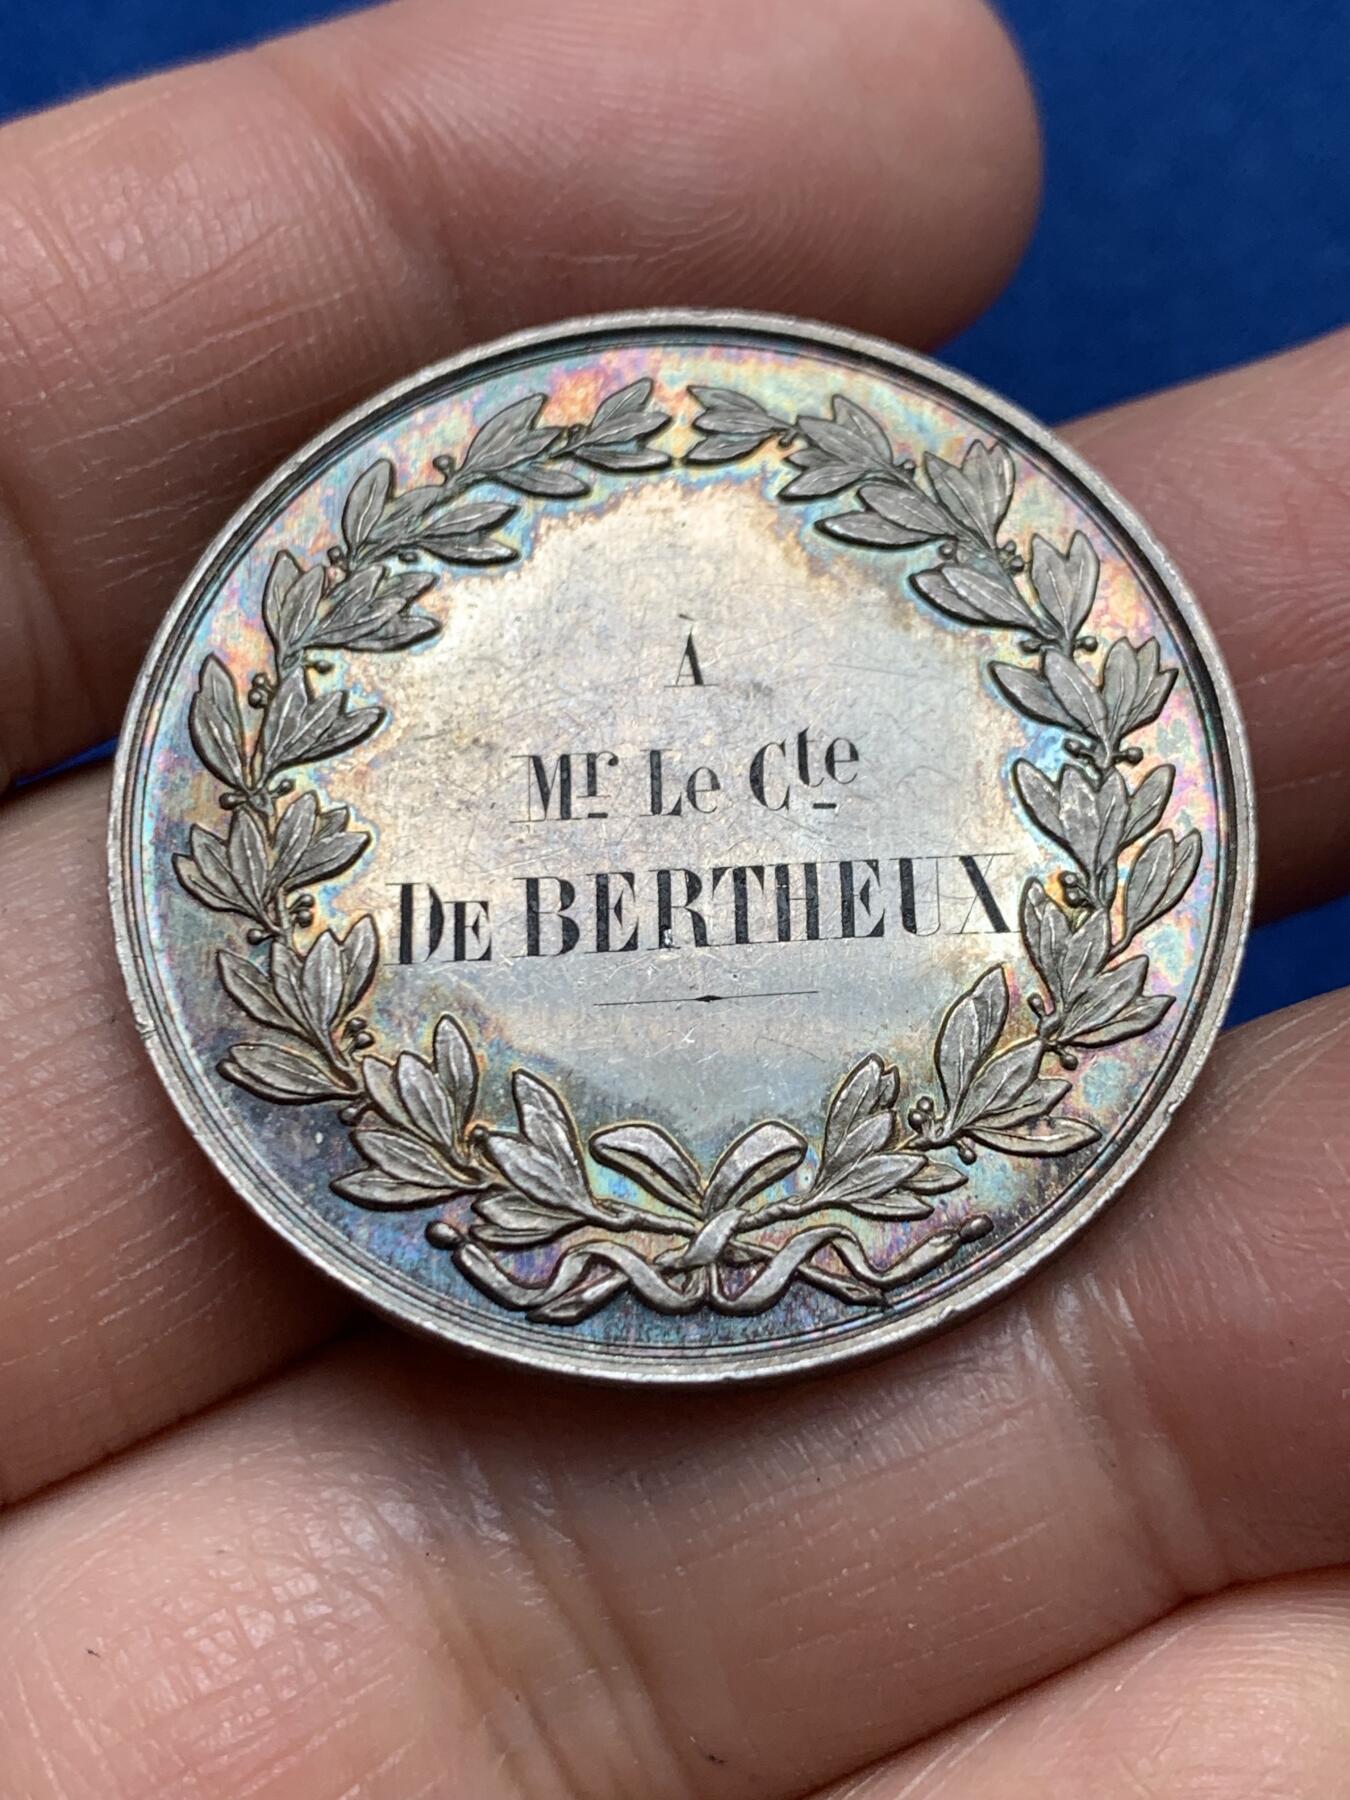 À
Mr Le Cte
DE BERTHEUX